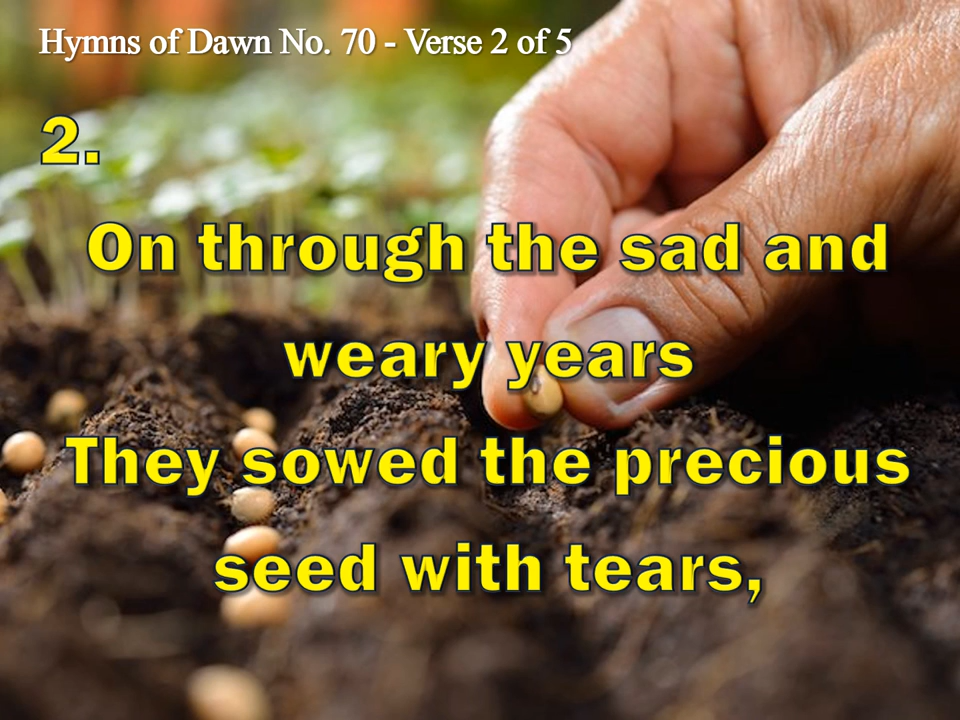 Hymns of Dawn No. 70 - Verse 2 of 5
2.
On through the sad and
weary years
They sowed the precious
seed with tears,